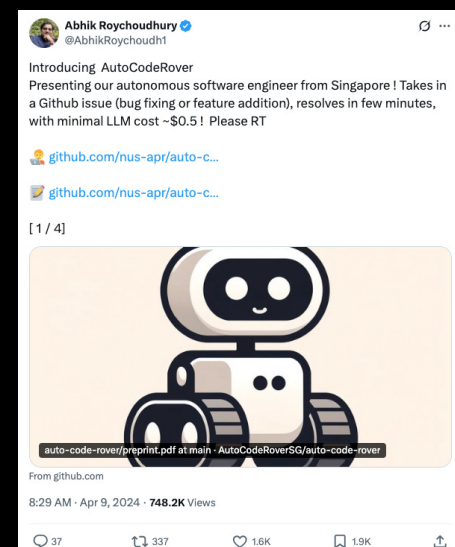 Abhik Roychoudhury
@AbhikRoychoudh1
Introducing AutoCodeRover
Presenting our autonomous software engineer from Singapore ! Takes in
a Github issue (bug fixing or feature addition), resolves in few minutes,
with minimal LLM cost ~$0.5 ! Please RT
github.com/nus-apr/auto-c...
github.com/nus-apr/auto-c...
[ 1 / 4]
auto-code-rover/preprint.pdf at main · AutoCodeRoverSG/auto-code-rover
From github.com
8:29 AM · Apr 9, 2024 · 748.2K Views
37 337 1.6K 1.9K